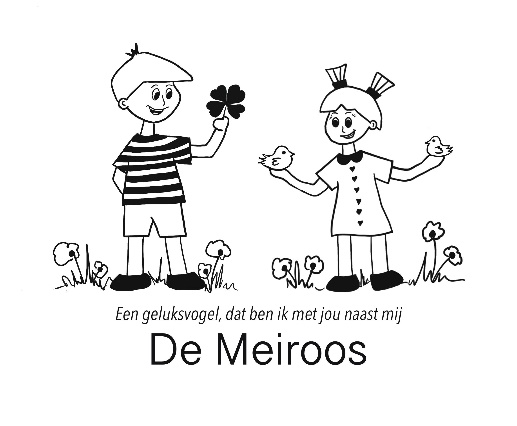 Een geluksvogel, dat ben ik met jou naast mij
De Meiroos